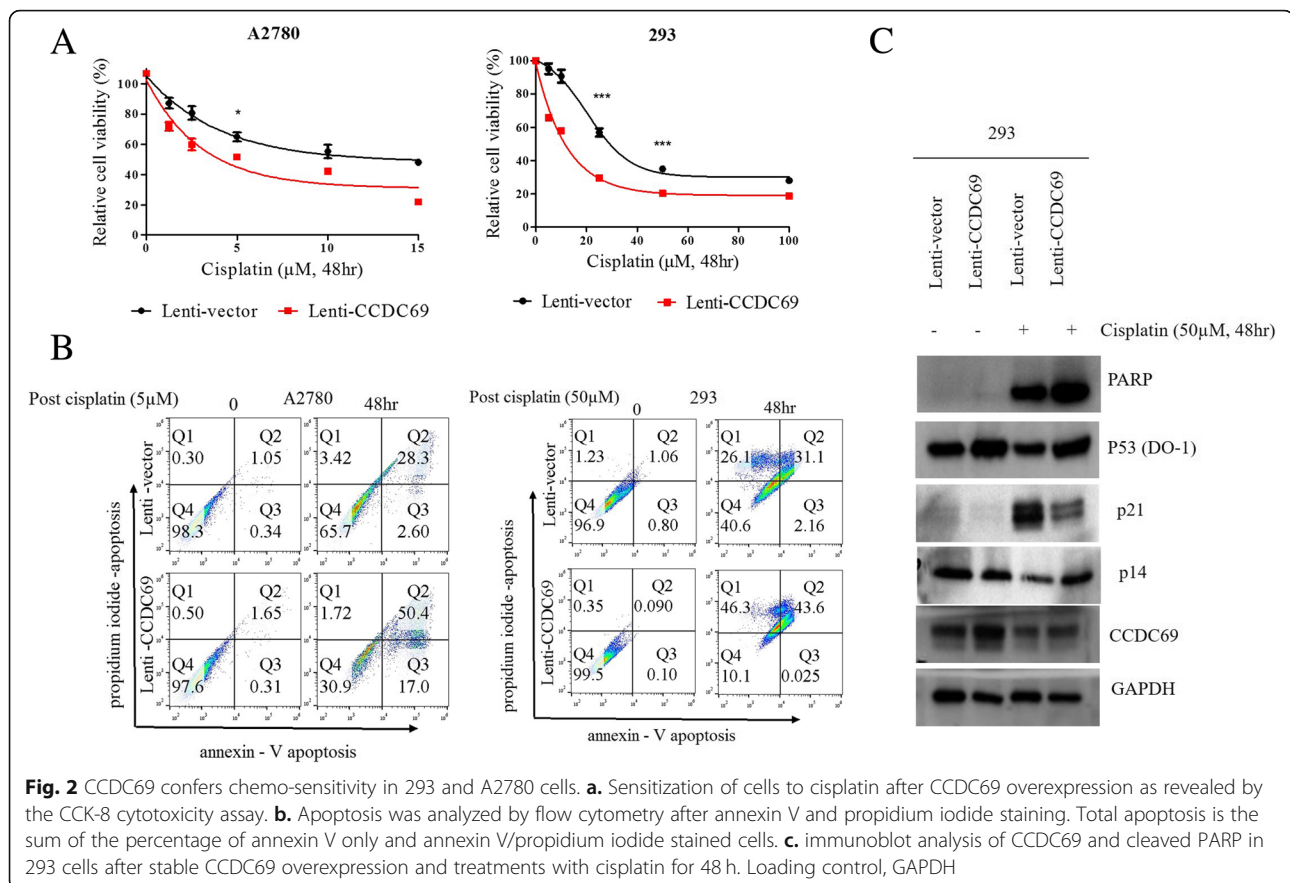 A
A2780
Relative cell viability (%)
100
80
60
40
20
0
*
0
5
10
15
Cisplatin (µM, 48hr)
293
Relative cell viability (%)
100
80
60
40
20
0
***
***
0
20
40
60
80
100
Cisplatin (µM, 48hr)
Lenti-vector
Lenti-CCDC69
Lenti-vector
Lenti-CCDC69
B
Post cisplatin (5µM)
0
A2780
48hr
propidium iodide -apoptosis
Lenti -vector
Q1
0.30
Q2
1.05
Q4
98.3
Q3
0.34
Q1
3.42
Q2
28.3
Q4
65.7
Q3
2.60
Lenti -CCDC69
Q1
0.50
Q2
1.65
Q4
97.6
Q3
0.31
Q1
1.72
Q2
50.4
Q4
30.9
Q3
17.0
annexin - V apoptosis
Post cisplatin (50µM)
0
293
48hr
propidium iodide -apoptosis
Lenti-vector
Q1
1.23
Q2
1.06
Q4
96.9
Q3
0.80
Q1
26.1
Q2
31.1
Q4
40.6
Q3
2.16
Lenti-CCDC69
Q1
0.35
Q2
0.090
Q4
99.5
Q3
0.10
Q1
46.3
Q2
43.6
Q4
10.1
Q3
0.025
annexin - V apoptosis
C
293
Lenti-vector
Lenti-CCDC69
Lenti-vector
Lenti-CCDC69
- - + + Cisplatin (50µM, 48hr)
PARP
P53 (DO-1)
p21
p14
CCDC69
GAPDH
Fig. 2 CCDC69 confers chemo-sensitivity in 293 and A2780 cells. a. Sensitization of cells to cisplatin after CCDC69 overexpression as revealed by
the CCK-8 cytotoxicity assay. b. Apoptosis was analyzed by flow cytometry after annexin V and propidium iodide staining. Total apoptosis is the
sum of the percentage of annexin V only and annexin V/propidium iodide stained cells. c. immunoblot analysis of CCDC69 and cleaved PARP in
293 cells after stable CCDC69 overexpression and treatments with cisplatin for 48 h. Loading control, GAPDH